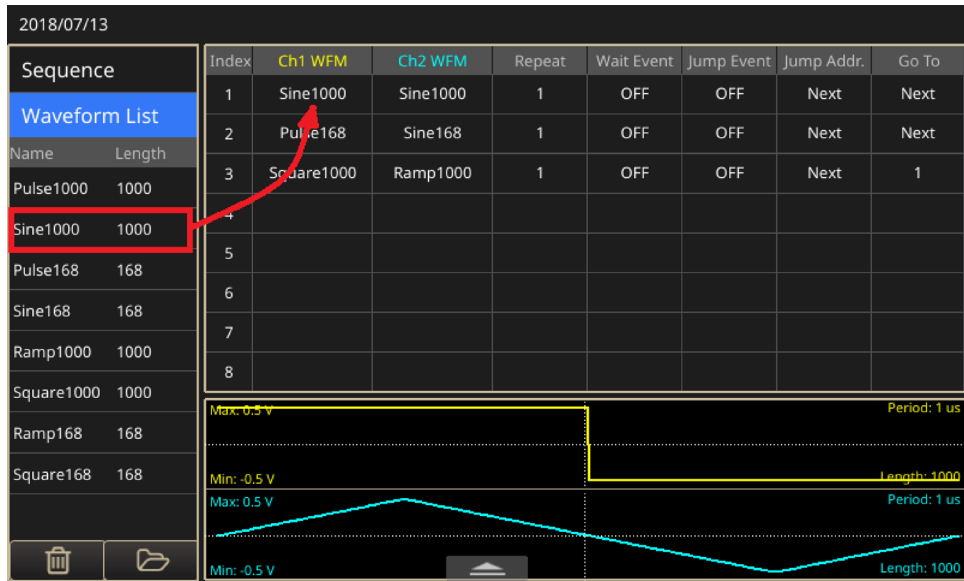 2018/07/13
Sequence
Waveform List
Name Length
Pulse1000 1000
Sine1000 1000
Pulse168 168
Sine168 168
Ramp1000 1000
Square1000 1000
Ramp168 168
Square168 168
Index Ch1 WFM Ch2 WFM Repeat Wait Event Jump Event Jump Addr. Go To
1 Sine1000 Sine1000 1 OFF OFF Next Next
2 Pulse168 Sine168 1 OFF OFF Next Next
3 Square1000 Ramp1000 1 OFF OFF Next 1
4
5
6
7
8
Max: 0.5 V Period: 1 us
Min: -0.5 V Length: 1000
Max: 0.5 V Period: 1 us
Min: -0.5 V Length: 1000